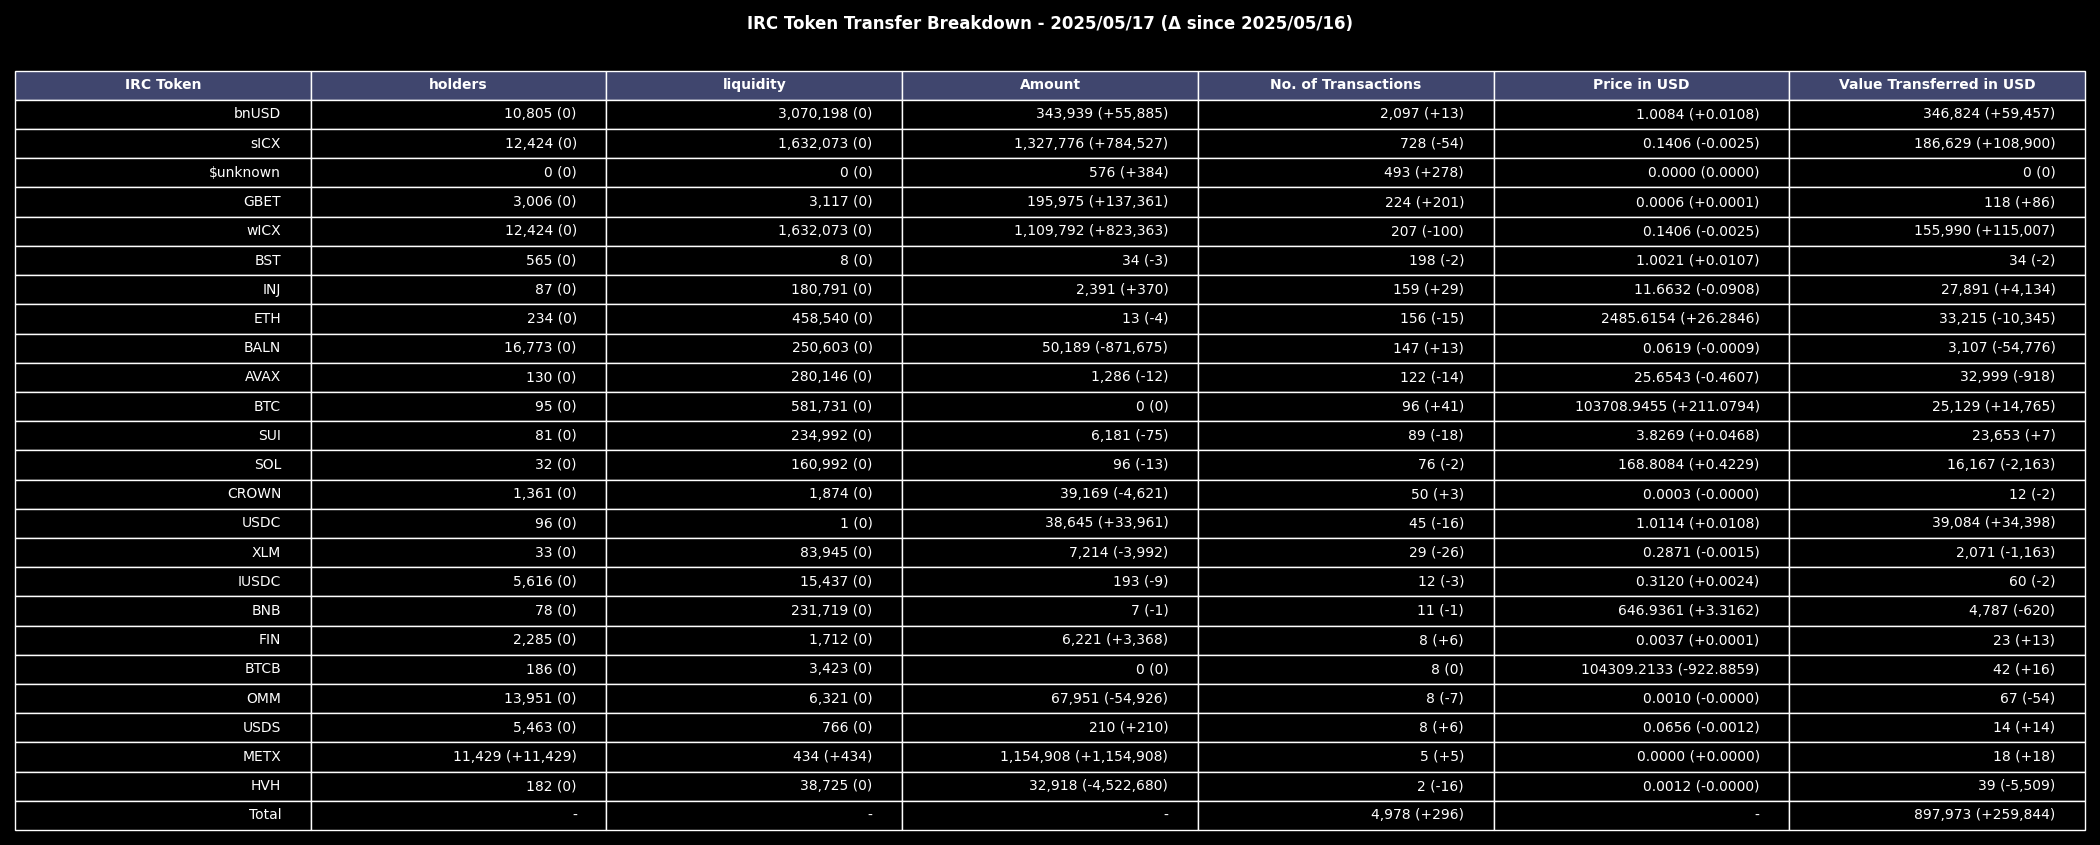 IRC Token Transfer Breakdown - 2025/05/17 (Δ since 2025/05/16)
IRC Token holders liquidity Amount No. of Transactions Price in USD Value Transferred in USD
bnUSD 10,805 (0) 3,070,198 (0) 343,939 (+55,885) 2,097 (+13) 1.0084 (+0.0108) 346,824 (+59,457)
sICX 12,424 (0) 1,632,073 (0) 1,327,776 (+784,527) 728 (-54) 0.1406 (-0.0025) 186,629 (+108,900)
$unknown 0 (0) 0 (0) 576 (+384) 493 (+278) 0.0000 (0.0000) 0 (0)
GBET 3,006 (0) 3,117 (0) 195,975 (+137,361) 224 (+201) 0.0006 (+0.0001) 118 (+86)
wICX 12,424 (0) 1,632,073 (0) 1,109,792 (+823,363) 207 (-100) 0.1406 (-0.0025) 155,990 (+115,007)
BST 565 (0) 8 (0) 34 (-3) 198 (-2) 1.0021 (+0.0107) 34 (-2)
INJ 87 (0) 180,791 (0) 2,391 (+370) 159 (+29) 11.6632 (-0.0908) 27,891 (+4,134)
ETH 234 (0) 458,540 (0) 13 (-4) 156 (-15) 2485.6154 (+26.2846) 33,215 (-10,345)
BALN 16,773 (0) 250,603 (0) 50,189 (-871,675) 147 (+13) 0.0619 (-0.0009) 3,107 (-54,776)
AVAX 130 (0) 280,146 (0) 1,286 (-12) 122 (-14) 25.6543 (-0.4607) 32,999 (-918)
BTC 95 (0) 581,731 (0) 0 (0) 96 (+41) 103708.9455 (+211.0794) 25,129 (+14,765)
SUI 81 (0) 234,992 (0) 6,181 (-75) 89 (-18) 3.8269 (+0.0468) 23,653 (+7)
SOL 32 (0) 160,992 (0) 96 (-13) 76 (-2) 168.8084 (+0.4229) 16,167 (-2,163)
CROWN 1,361 (0) 1,874 (0) 39,169 (-4,621) 50 (+3) 0.0003 (-0.0000) 12 (-2)
USDC 96 (0) 1 (0) 38,645 (+33,961) 45 (-16) 1.0114 (+0.0108) 39,084 (+34,398)
XLM 33 (0) 83,945 (0) 7,214 (-3,992) 29 (-26) 0.2871 (-0.0015) 2,071 (-1,163)
IUSDC 5,616 (0) 15,437 (0) 193 (-9) 12 (-3) 0.3120 (+0.0024) 60 (-2)
BNB 78 (0) 231,719 (0) 7 (-1) 11 (-1) 646.9361 (+3.3162) 4,787 (-620)
FIN 2,285 (0) 1,712 (0) 6,221 (+3,368) 8 (+6) 0.0037 (+0.0001) 23 (+13)
BTCB 186 (0) 3,423 (0) 0 (0) 8 (0) 104309.2133 (-922.8859) 42 (+16)
OMM 13,951 (0) 6,321 (0) 67,951 (-54,926) 8 (-7) 0.0010 (-0.0000) 67 (-54)
USDS 5,463 (0) 766 (0) 210 (+210) 8 (+6) 0.0656 (-0.0012) 14 (+14)
METX 11,429 (+11,429) 434 (+434) 1,154,908 (+1,154,908) 5 (+5) 0.0000 (+0.0000) 18 (+18)
HVH 182 (0) 38,725 (0) 32,918 (-4,522,680) 2 (-16) 0.0012 (-0.0000) 39 (-5,509)
Total - - - 4,978 (+296) - 897,973 (+259,844)